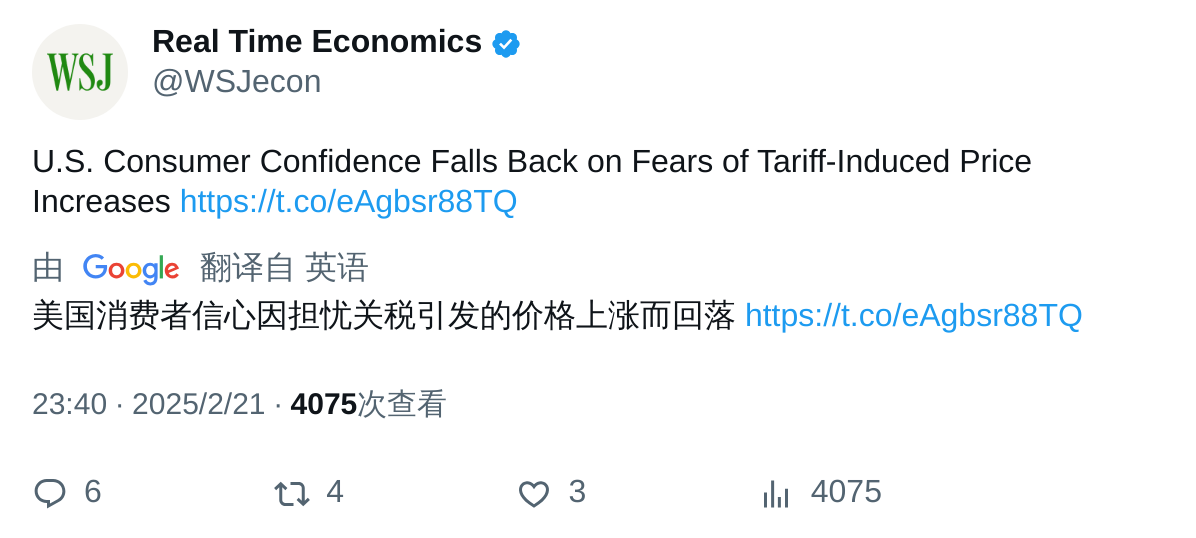 WSJ
Real Time Economics
@WSJecon
U.S. Consumer Confidence Falls Back on Fears of Tariff-Induced Price
Increases https://t.co/eAgbsr88TQ
由 Google 翻译自 英语
美国消费者信心因担忧关税引发的价格上涨而回落 https://t.co/eAgbsr88TQ
23:40 · 2025/2/21 · 4075次查看
6 4 3 4075